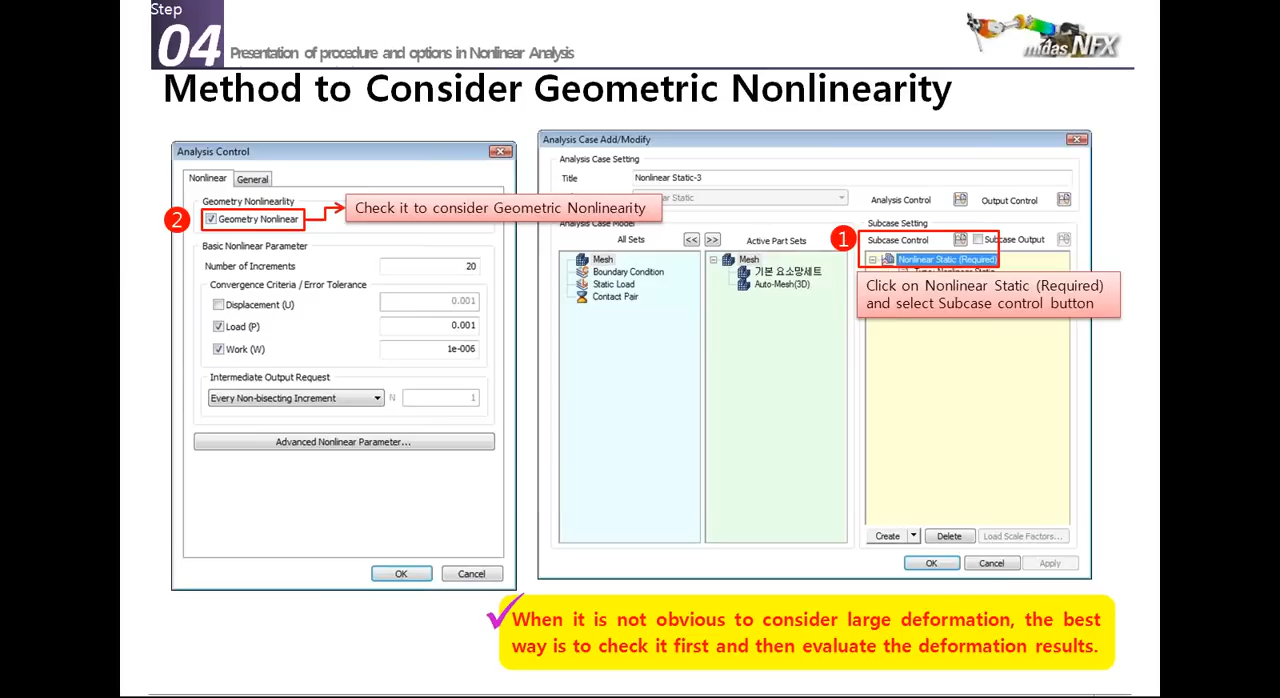 Step
04
Presentation of procedure and options in Nonlinear Analysis
midas NFX
Method to Consider Geometric Nonlinearity
Analysis Control
Nonlinear General
Geometry Nonlinearlity
2
Geometry Nonlinear
Check it to consider Geometric Nonlinearity
Basic Nonlinear Parameter
Number of Increments 20
Convergence Criteria / Error Tolerance
Displacement (U) 0.001
Load (P) 0.001
Work (W) 1e-006
Intermediate Output Request
Every Non-bisecting Increment N 1
Advanced Nonlinear Parameter...
OK Cancel
Analysis Case Add/Modify
Analysis Case Setting
Title Nonlinear Static-3
Static
Analysis Control Output Control
Analysis Case Model
Subcase Setting
All Sets << >> Active Part Sets
1
Subcase Control Subcase Output
Mesh
Boundary Condition
Static Load
Contact Pair
Mesh
기본 요소망세트
Auto-Mesh(3D)
Nonlinear Static (Required)
Click on Nonlinear Static (Required)
and select Subcase control button
Create Delete Load Scale Factors...
OK Cancel Apply
When it is not obvious to consider large deformation, the best
way is to check it first and then evaluate the deformation results.